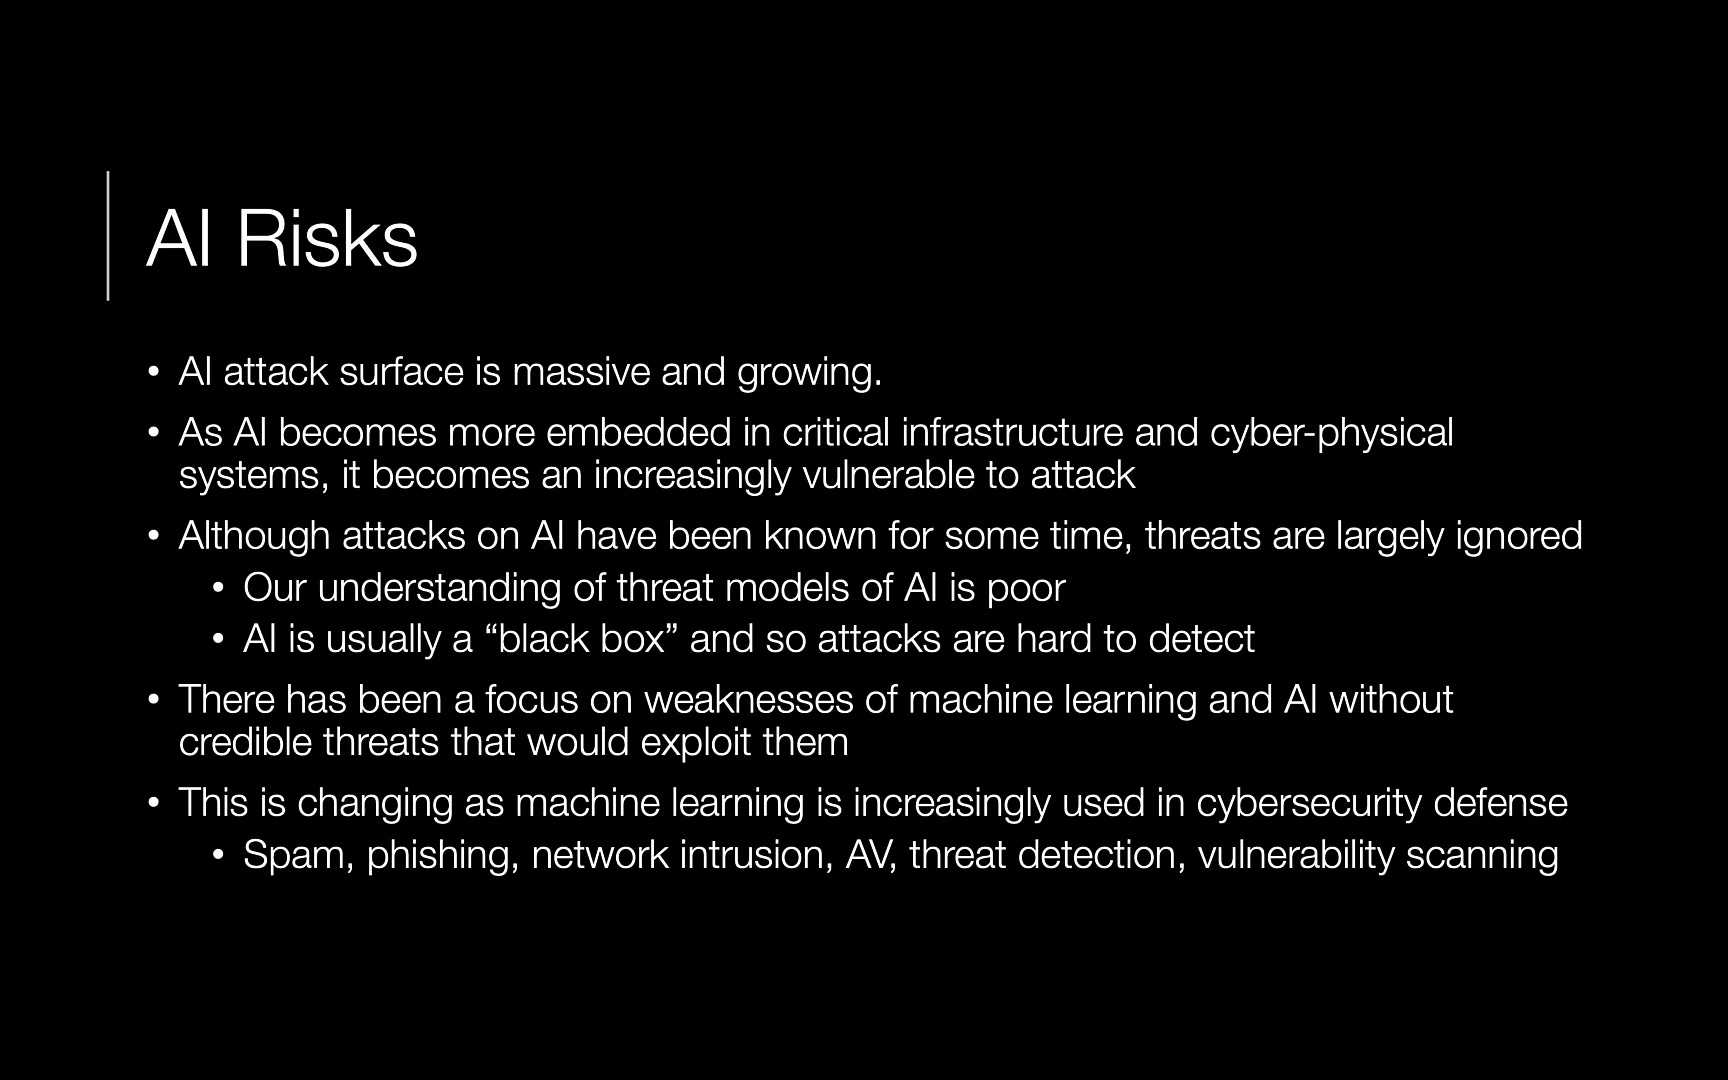 AI Risks
• AI attack surface is massive and growing.
• As AI becomes more embedded in critical infrastructure and cyber-physical
systems, it becomes an increasingly vulnerable to attack
• Although attacks on AI have been known for some time, threats are largely ignored
• Our understanding of threat models of AI is poor
• AI is usually a “black box” and so attacks are hard to detect
• There has been a focus on weaknesses of machine learning and AI without
credible threats that would exploit them
• This is changing as machine learning is increasingly used in cybersecurity defense
• Spam, phishing, network intrusion, AV, threat detection, vulnerability scanning